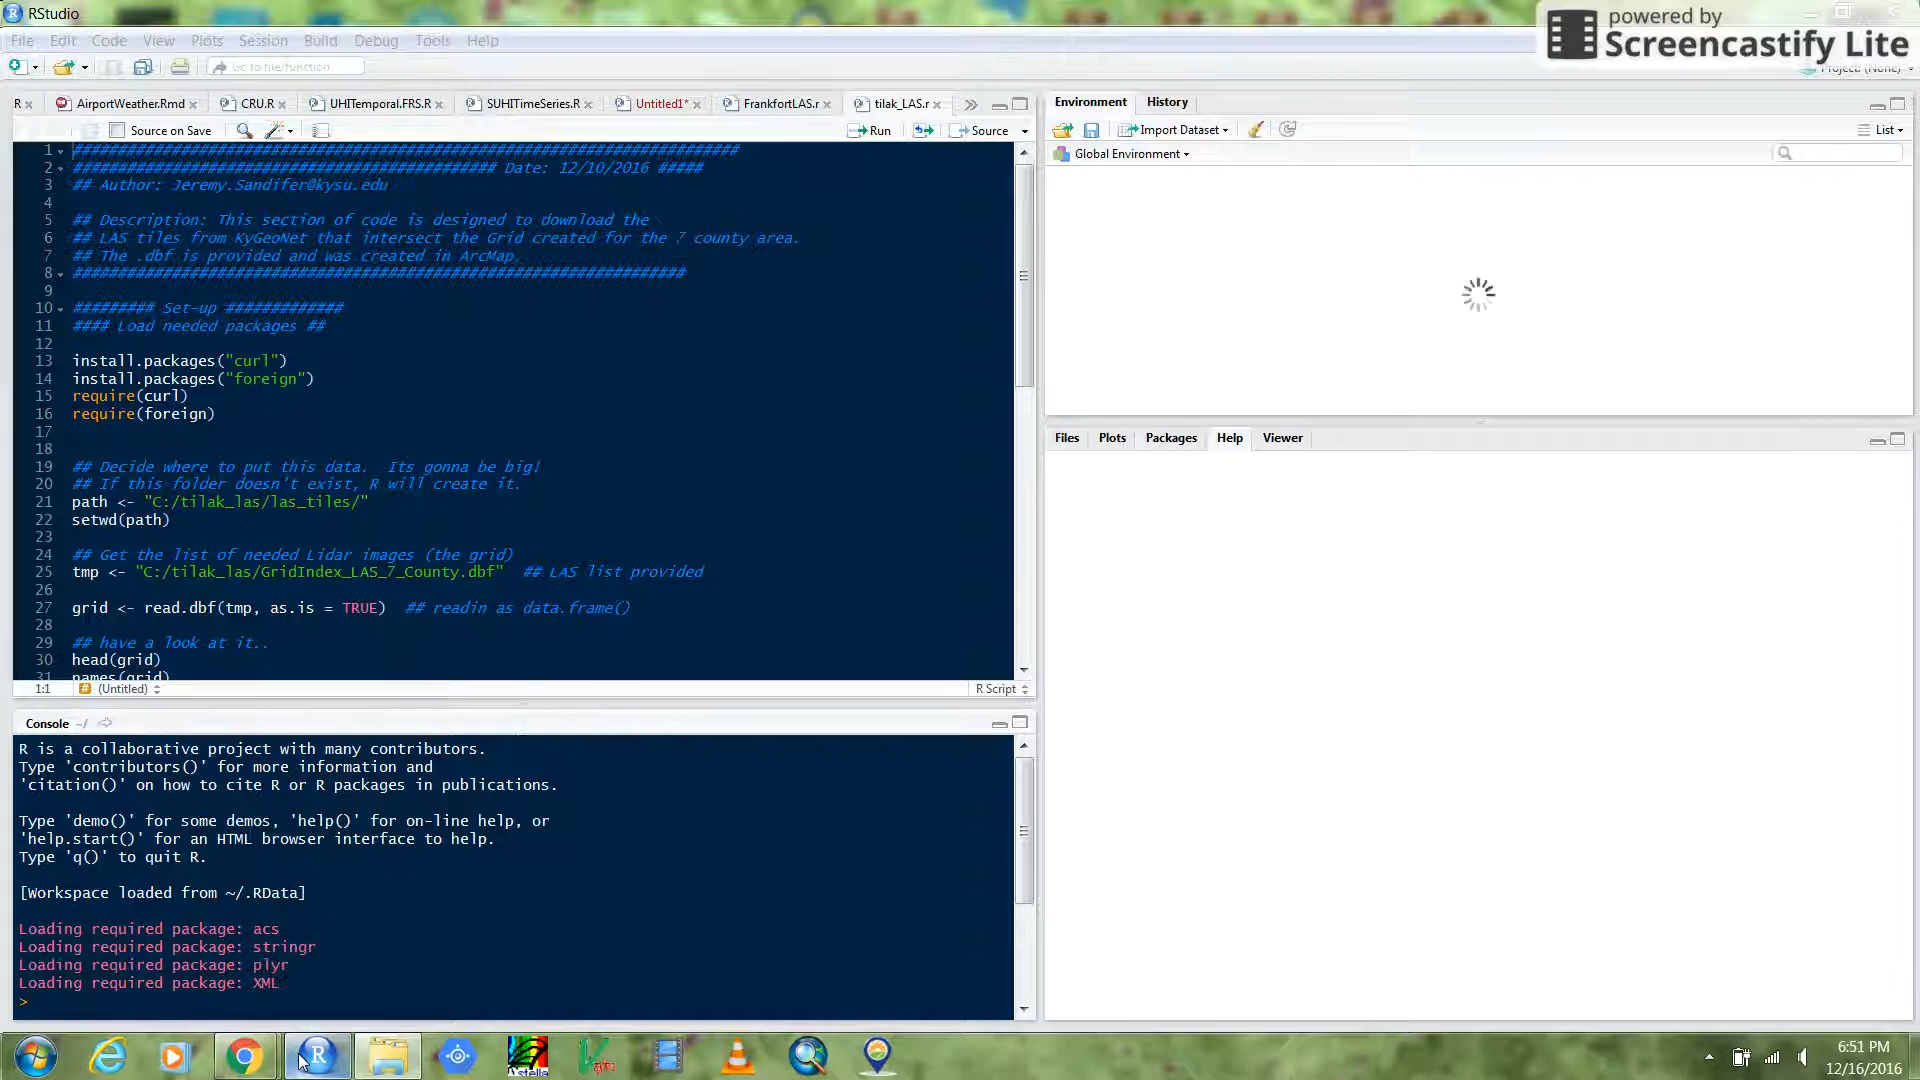 RStudio
powered by
Screencastify Lite
File Edit Code View Plots Session Build Debug Tools Help
Go to file/function
Project: (None)
R AirportWeather.Rmd CRU.R UHITemporal.FRS.R SUHITimeSeries.R Untitled1* FrankfortLAS.r tilak_LAS.r
Source on Save Run Source
1 ##########################################################################
2 ############################################### Date: 12/10/2016 #####
3 ## Author: Jeremy.Sandifer@kysu.edu
4
5 ## Description: This section of code is designed to download the
6 ## LAS tiles from KyGeoNet that intersect the Grid created for the 7 county area.
7 ## The .dbf is provided and was created in ArcMap.
8 ####################################################################
9
10 ######### Set-up #############
11 #### Load needed packages ##
12
13 install.packages("curl")
14 install.packages("foreign")
15 require(curl)
16 require(foreign)
17
18
19 ## Decide where to put this data.  Its gonna be big!
20 ## If this folder doesn't exist, R will create it.
21 path <- "C:/tilak_las/las_tiles/"
22 setwd(path)
23
24 ## Get the list of needed Lidar images (the grid)
25 tmp <- "C:/tilak_las/GridIndex_LAS_7_County.dbf"  ## LAS list provided
26
27 grid <- read.dbf(tmp, as.is = TRUE)  ## readin as data.frame()
28
29 ## have a look at it..
30 head(grid)
31 names(grid)
1:1 (Untitled) R Script
Console ~/
R is a collaborative project with many contributors.
Type 'contributors()' for more information and
'citation()' on how to cite R or R packages in publications.
Type 'demo()' for some demos, 'help()' for on-line help, or
'help.start()' for an HTML browser interface to help.
Type 'q()' to quit R.
[Workspace loaded from ~/.RData]
Loading required package: acs
Loading required package: stringr
Loading required package: plyr
Loading required package: XML
>
Environment History
Import Dataset List
Global Environment
Files Plots Packages Help Viewer
stella
6:51 PM
12/16/2016